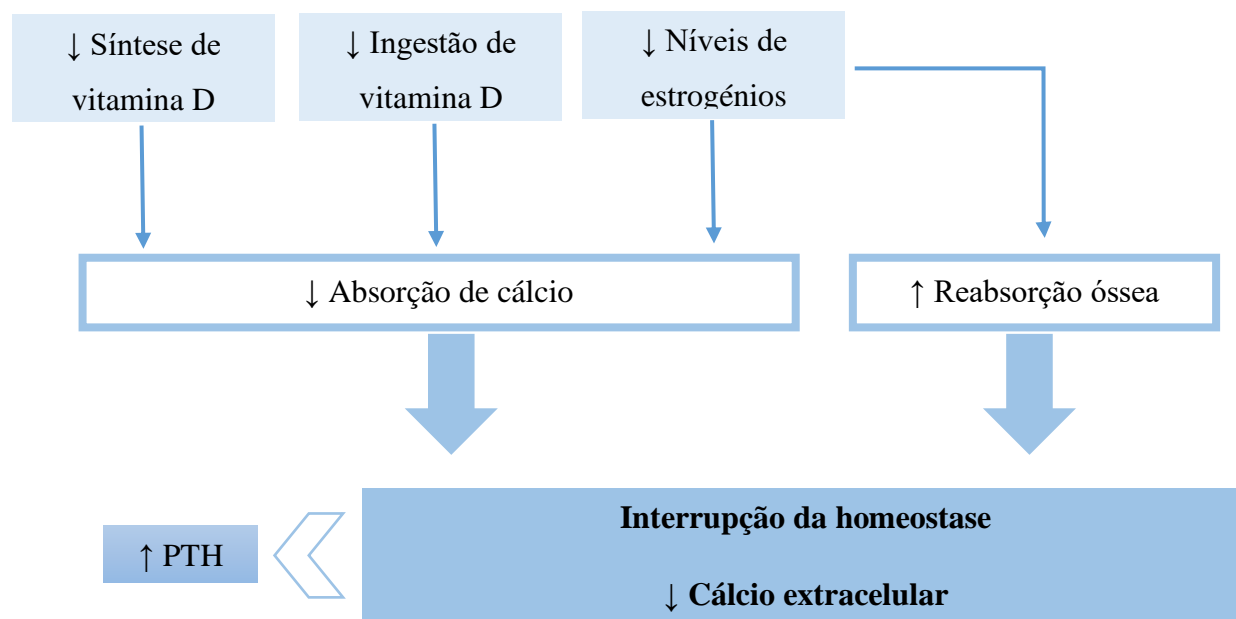 ↓ Síntese de
vitamina D
↓ Ingestão de
vitamina D
↓ Níveis de
estrogénios
↓ Absorção de cálcio
↑ Reabsorção óssea
Interrupção da homeostase
↓ Cálcio extracelular
↑ PTH